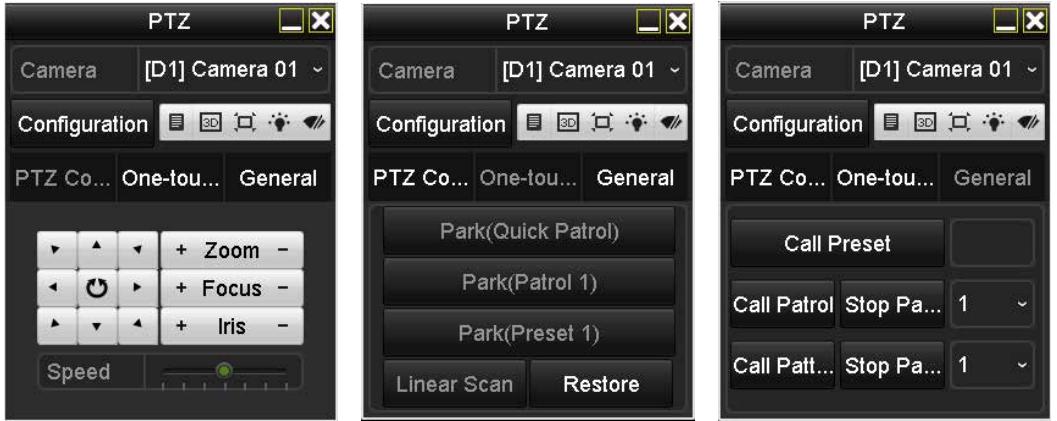 PTZ
Camera [D1] Camera 01
Configuration 3D
PTZ Co... One-tou... General
+ Zoom -
+ Focus -
+ Iris -
Speed
PTZ
Camera [D1] Camera 01
Configuration 3D
PTZ Co... One-tou... General
Park(Quick Patrol)
Park(Patrol 1)
Park(Preset 1)
Linear Scan Restore
PTZ
Camera [D1] Camera 01
Configuration 3D
PTZ Co... One-tou... General
Call Preset
Call Patrol Stop Pa... 1
Call Patt... Stop Pa... 1